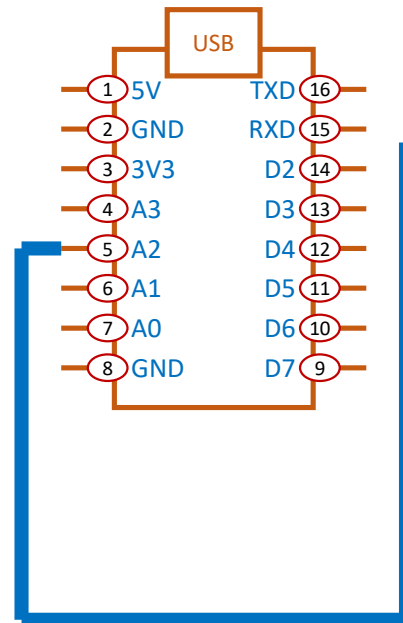 USB
1 5V TXD 16
2 GND RXD 15
3 3V3 D2 14
4 A3 D3 13
5 A2 D4 12
6 A1 D5 11
7 A0 D6 10
8 GND D7 9